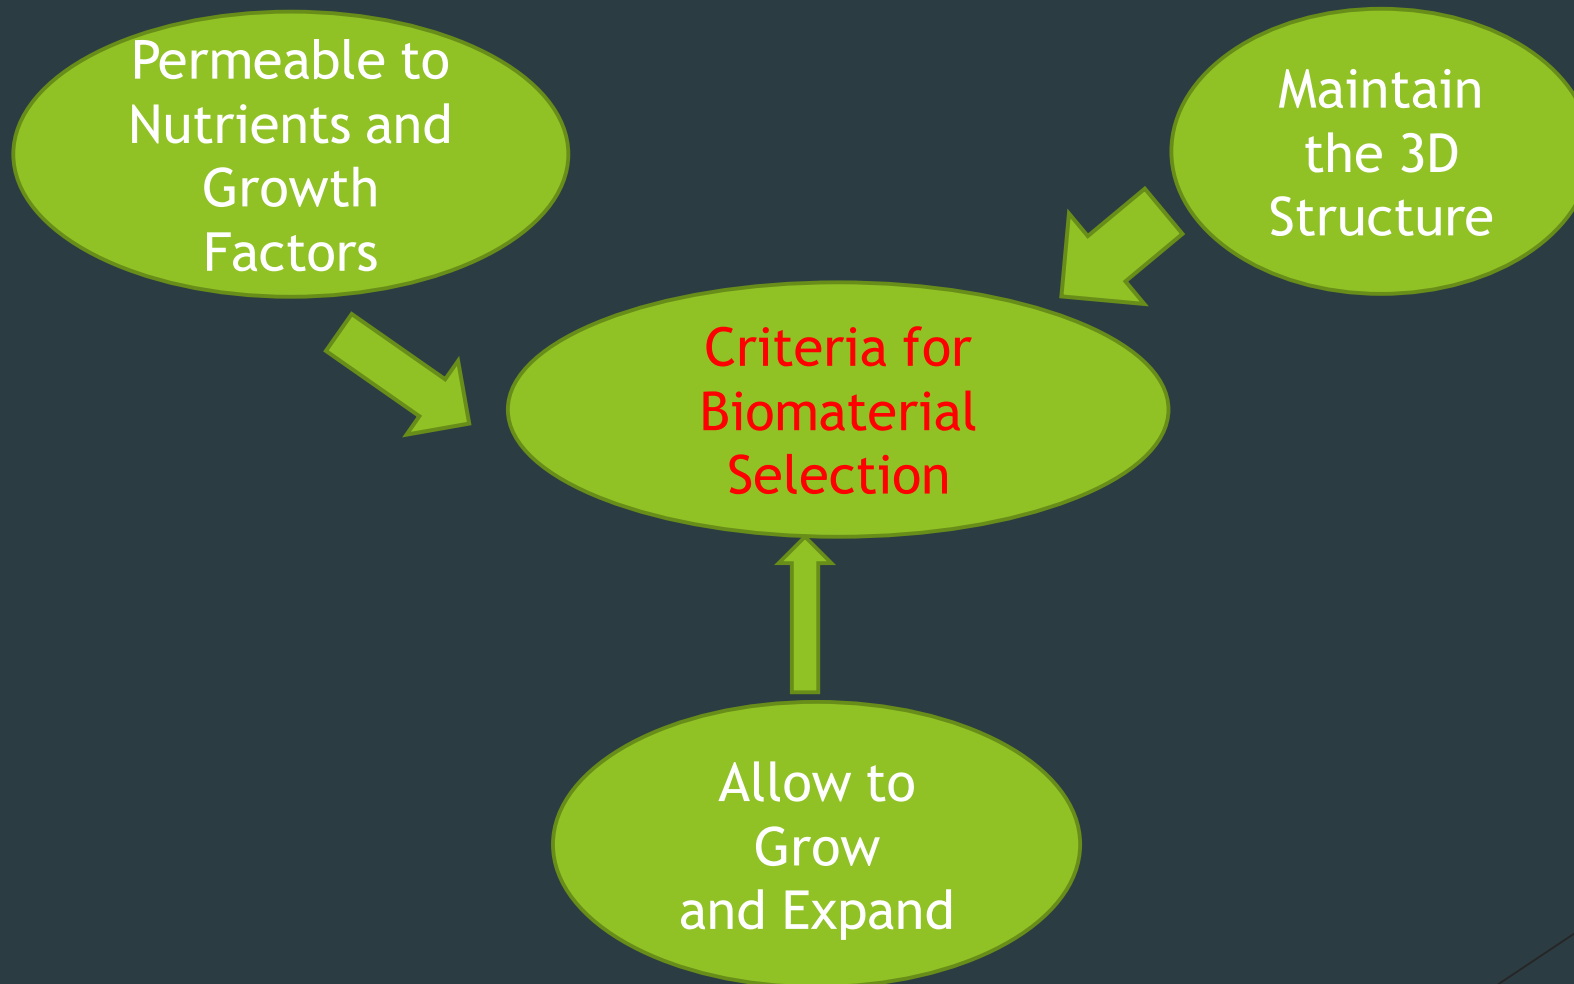 Permeable to
Nutrients and
Growth
Factors
Maintain
the 3D
Structure
Criteria for
Biomaterial
Selection
Allow to
Grow
and Expand